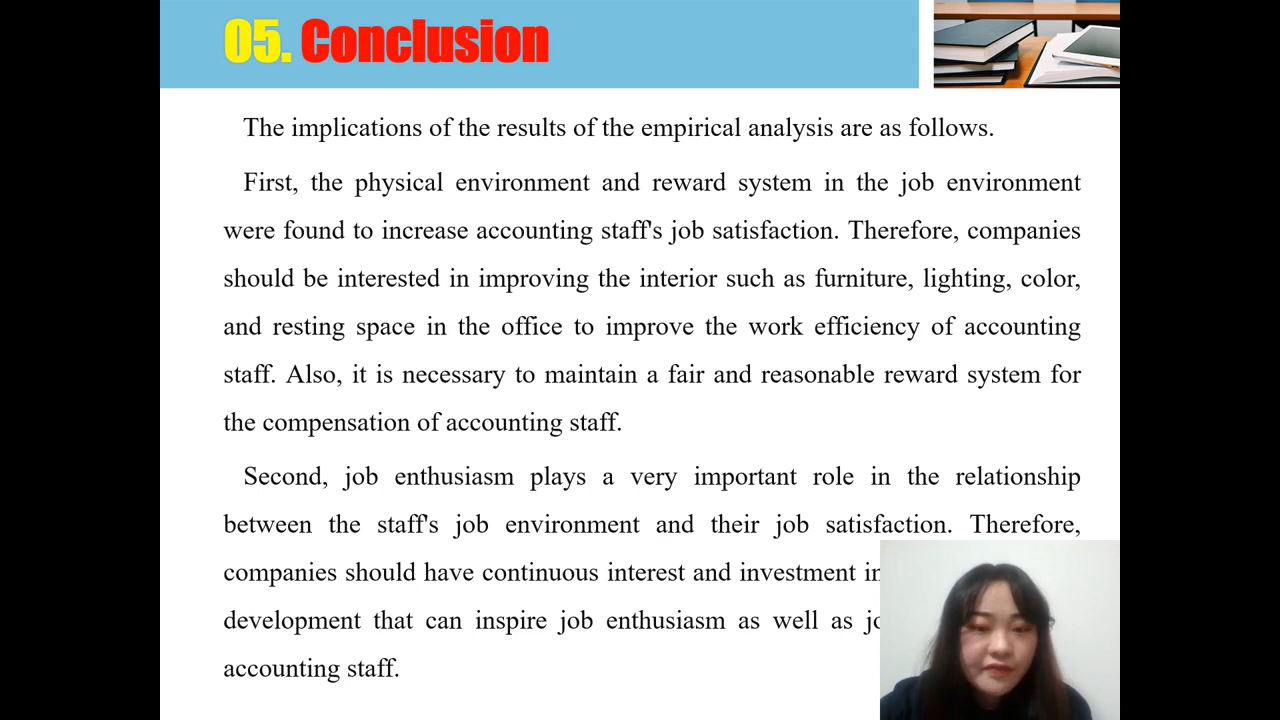 05. Conclusion
The implications of the results of the empirical analysis are as follows.
First, the physical environment and reward system in the job environment
were found to increase accounting staff's job satisfaction. Therefore, companies
should be interested in improving the interior such as furniture, lighting, color,
and resting space in the office to improve the work efficiency of accounting
staff. Also, it is necessary to maintain a fair and reasonable reward system for
the compensation of accounting staff.
Second, job enthusiasm plays a very important role in the relationship
between the staff's job environment and their job satisfaction. Therefore,
companies should have continuous interest and investment in
development that can inspire job enthusiasm as well as
accounting staff.